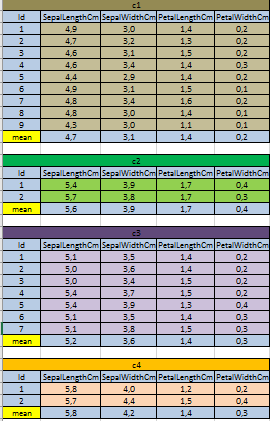 c1
Id SepalLengthCm SepalWidthCm PetalLengthCm PetalWidthCm
1 4,9 3,0 1,4 0,2
2 4,7 3,2 1,3 0,2
3 4,6 3,1 1,5 0,2
4 4,6 3,4 1,4 0,3
5 4,4 2,9 1,4 0,2
6 4,9 3,1 1,5 0,1
7 4,8 3,4 1,6 0,2
8 4,8 3,0 1,4 0,1
9 4,3 3,0 1,1 0,1
mean 4,7 3,1 1,4 0,2
c2
Id SepalLengthCm SepalWidthCm PetalLengthCm PetalWidthCm
1 5,4 3,9 1,7 0,4
2 5,7 3,8 1,7 0,3
mean 5,6 3,9 1,7 0,4
c3
Id SepalLengthCm SepalWidthCm PetalLengthCm PetalWidthCm
1 5,1 3,5 1,4 0,2
2 5,0 3,6 1,4 0,2
3 5,0 3,4 1,5 0,2
4 5,4 3,7 1,5 0,2
5 5,4 3,9 1,3 0,4
6 5,1 3,5 1,4 0,3
7 5,1 3,8 1,5 0,3
mean 5,2 3,6 1,4 0,3
c4
Id SepalLengthCm SepalWidthCm PetalLengthCm PetalWidthCm
1 5,8 4,0 1,2 0,2
2 5,7 4,4 1,5 0,4
mean 5,8 4,2 1,4 0,3